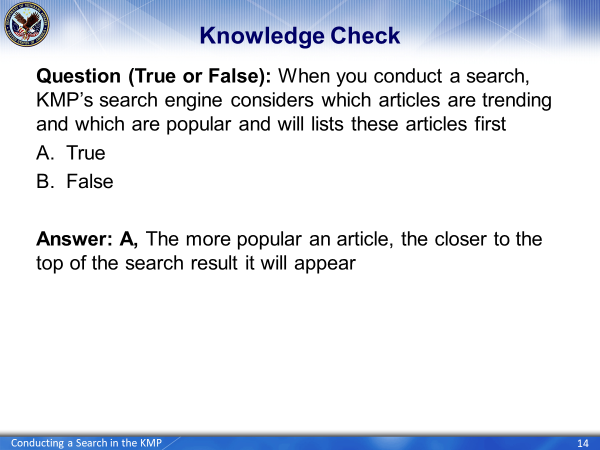 Knowledge Check
Question (True or False): When you conduct a search,
KMP's search engine considers which articles are trending
and which are popular and will lists these articles first
A. True
B. False
Answer: A, The more popular an article, the closer to the
top of the search result it will appear
Conducting a Search in the KMP
14